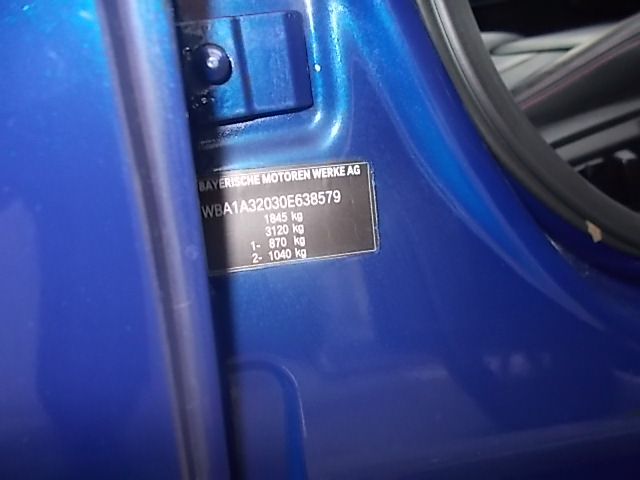 BAYERISCHE MOTOREN WERKE AG
WBA1A32030E638579
1845 kg
3120 kg
1- 870 kg
2- 1040 kg